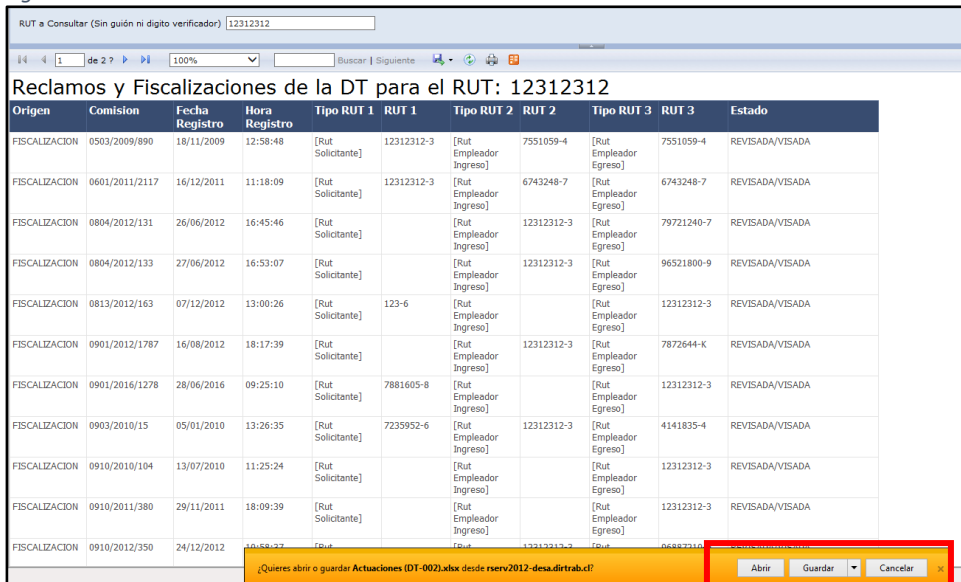 RUT a Consultar (Sin guión ni digito verificador) 12312312
1 de 2 ? 100% Buscar | Siguiente
Reclamos y Fiscalizaciones de la DT para el RUT: 12312312
Origen Comision Fecha Registro Hora Registro Tipo RUT 1 RUT 1 Tipo RUT 2 RUT 2 Tipo RUT 3 RUT 3 Estado
FISCALIZACION 0503/2009/890 18/11/2009 12:58:48 [Rut Solicitante] 12312312-3 [Rut Empleador Ingreso] 7551059-4 [Rut Empleador Egreso] 7551059-4 REVISADA/VISADA
FISCALIZACION 0601/2011/2117 16/12/2011 11:18:09 [Rut Solicitante] 12312312-3 [Rut Empleador Ingreso] 6743248-7 [Rut Empleador Egreso] 6743248-7 REVISADA/VISADA
FISCALIZACION 0804/2012/131 26/06/2012 16:45:46 [Rut Solicitante] [Rut Empleador Ingreso] 12312312-3 [Rut Empleador Egreso] 79721240-7 REVISADA/VISADA
FISCALIZACION 0804/2012/133 27/06/2012 16:53:07 [Rut Solicitante] [Rut Empleador Ingreso] 12312312-3 [Rut Empleador Egreso] 96521800-9 REVISADA/VISADA
FISCALIZACION 0813/2012/163 07/12/2012 13:00:26 [Rut Solicitante] 123-6 [Rut Empleador Ingreso] [Rut Empleador Egreso] 12312312-3 REVISADA/VISADA
FISCALIZACION 0901/2012/1787 16/08/2012 18:17:39 [Rut Solicitante] [Rut Empleador Ingreso] 12312312-3 [Rut Empleador Egreso] 7872644-K REVISADA/VISADA
FISCALIZACION 0901/2016/1278 28/06/2016 09:25:10 [Rut Solicitante] 7881605-8 [Rut Empleador Ingreso] [Rut Empleador Egreso] 12312312-3 REVISADA/VISADA
FISCALIZACION 0903/2010/15 05/01/2010 13:26:35 [Rut Solicitante] 7235952-6 [Rut Empleador Ingreso] 12312312-3 [Rut Empleador Egreso] 4141835-4 REVISADA/VISADA
FISCALIZACION 0910/2010/104 13/07/2010 11:25:24 [Rut Solicitante] [Rut Empleador Ingreso] [Rut Empleador Egreso] 12312312-3 REVISADA/VISADA
FISCALIZACION 0910/2011/380 29/11/2011 18:09:39 [Rut Solicitante] [Rut Empleador Ingreso] [Rut Empleador Egreso] 12312312-3 REVISADA/VISADA
FISCALIZACION 0910/2012/350 24/12/2012
¿Quieres abrir o guardar Actuaciones (DT-002).xlsx desde rserv2012-desa.dirtrab.cl? Abrir Guardar Cancelar ×